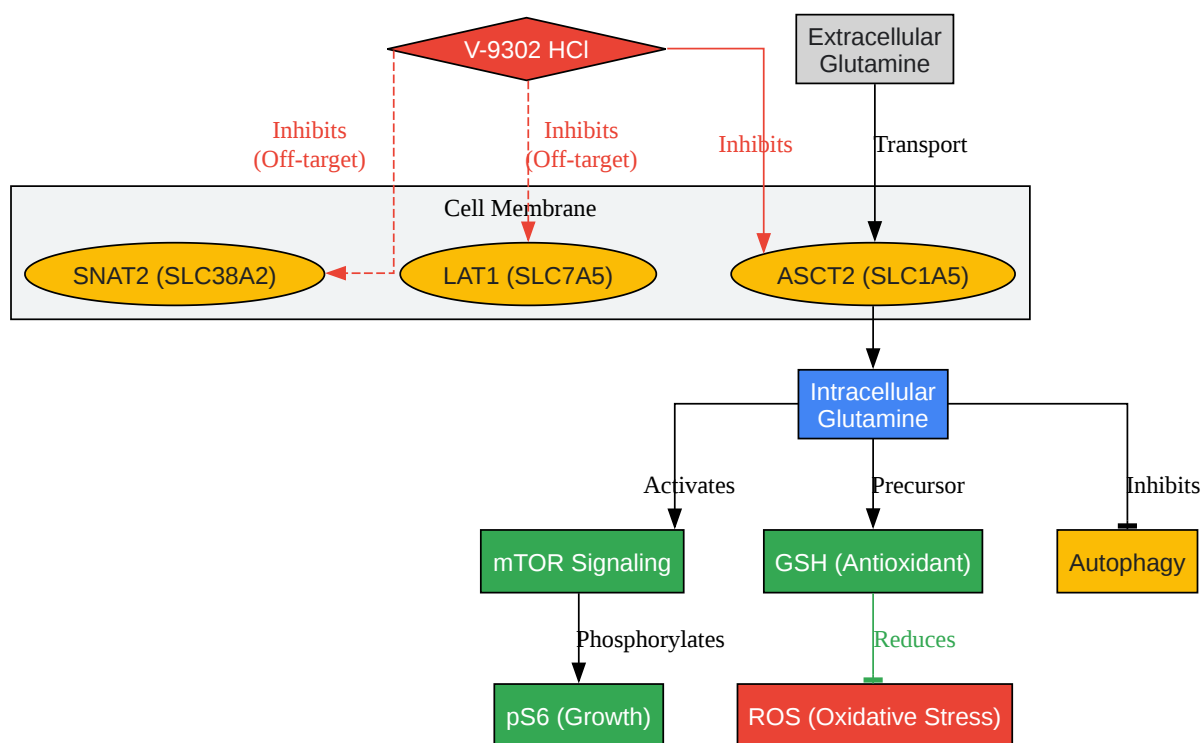 V-9302 HCl
Extracellular
Glutamine
Inhibits
(Off-target)
Inhibits
(Off-target)
Inhibits
Transport
Cell Membrane
SNAT2 (SLC38A2)
LAT1 (SLC7A5)
ASCT2 (SLC1A5)
Intracellular
Glutamine
Activates
Precursor
Inhibits
mTOR Signaling
GSH (Antioxidant)
Autophagy
Phosphorylates
Reduces
pS6 (Growth)
ROS (Oxidative Stress)